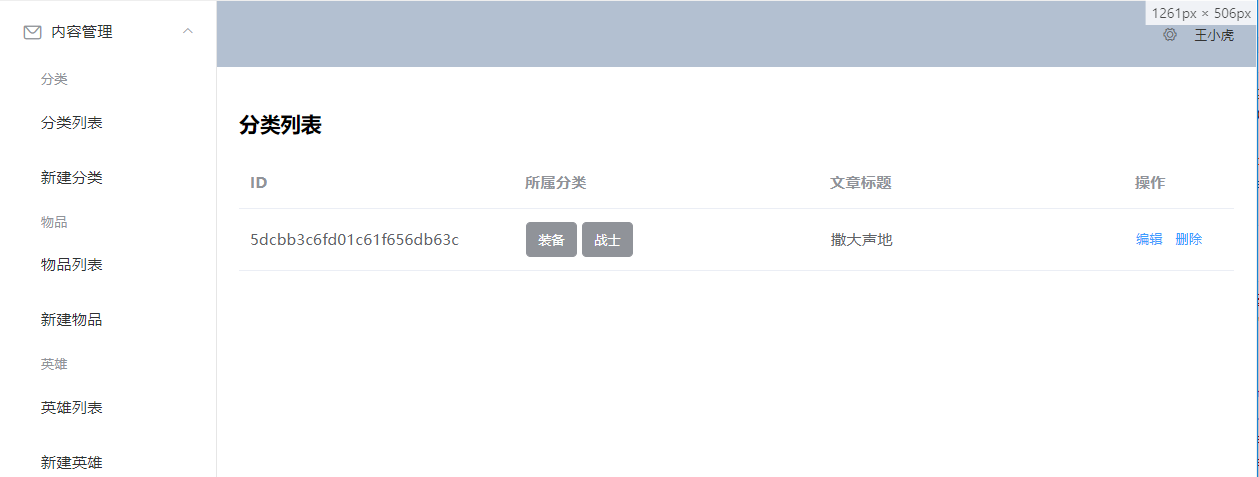 内容管理
分类
分类列表
新建分类
物品
物品列表
新建物品
英雄
英雄列表
新建英雄
1261px × 506px
王小虎
分类列表
ID 所属分类 文章标题 操作
5dcbb3c6fd01c61f656db63c 装备 战士 撒大声地 编辑 删除